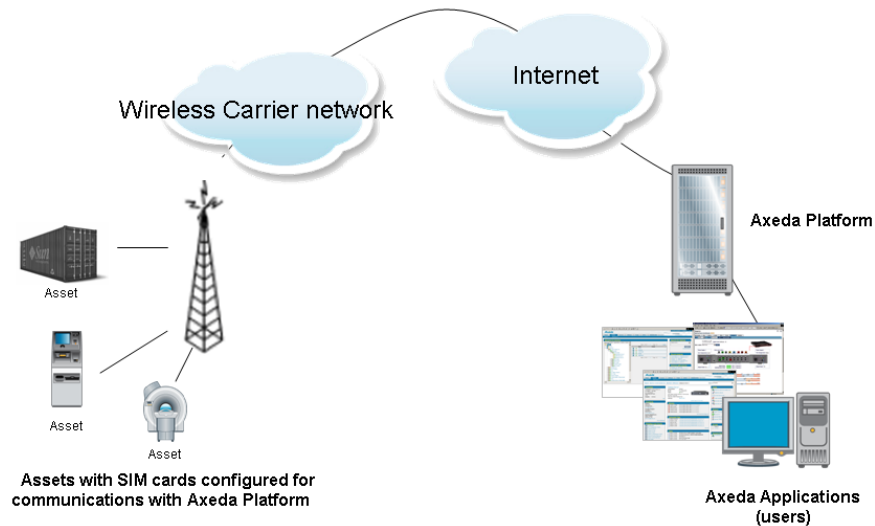 Internet
Wireless Carrier network
Axeda Platform
Asset
Asset
Asset
Assets with SIM cards configured for
communications with Axeda Platform
Axeda Applications
(users)